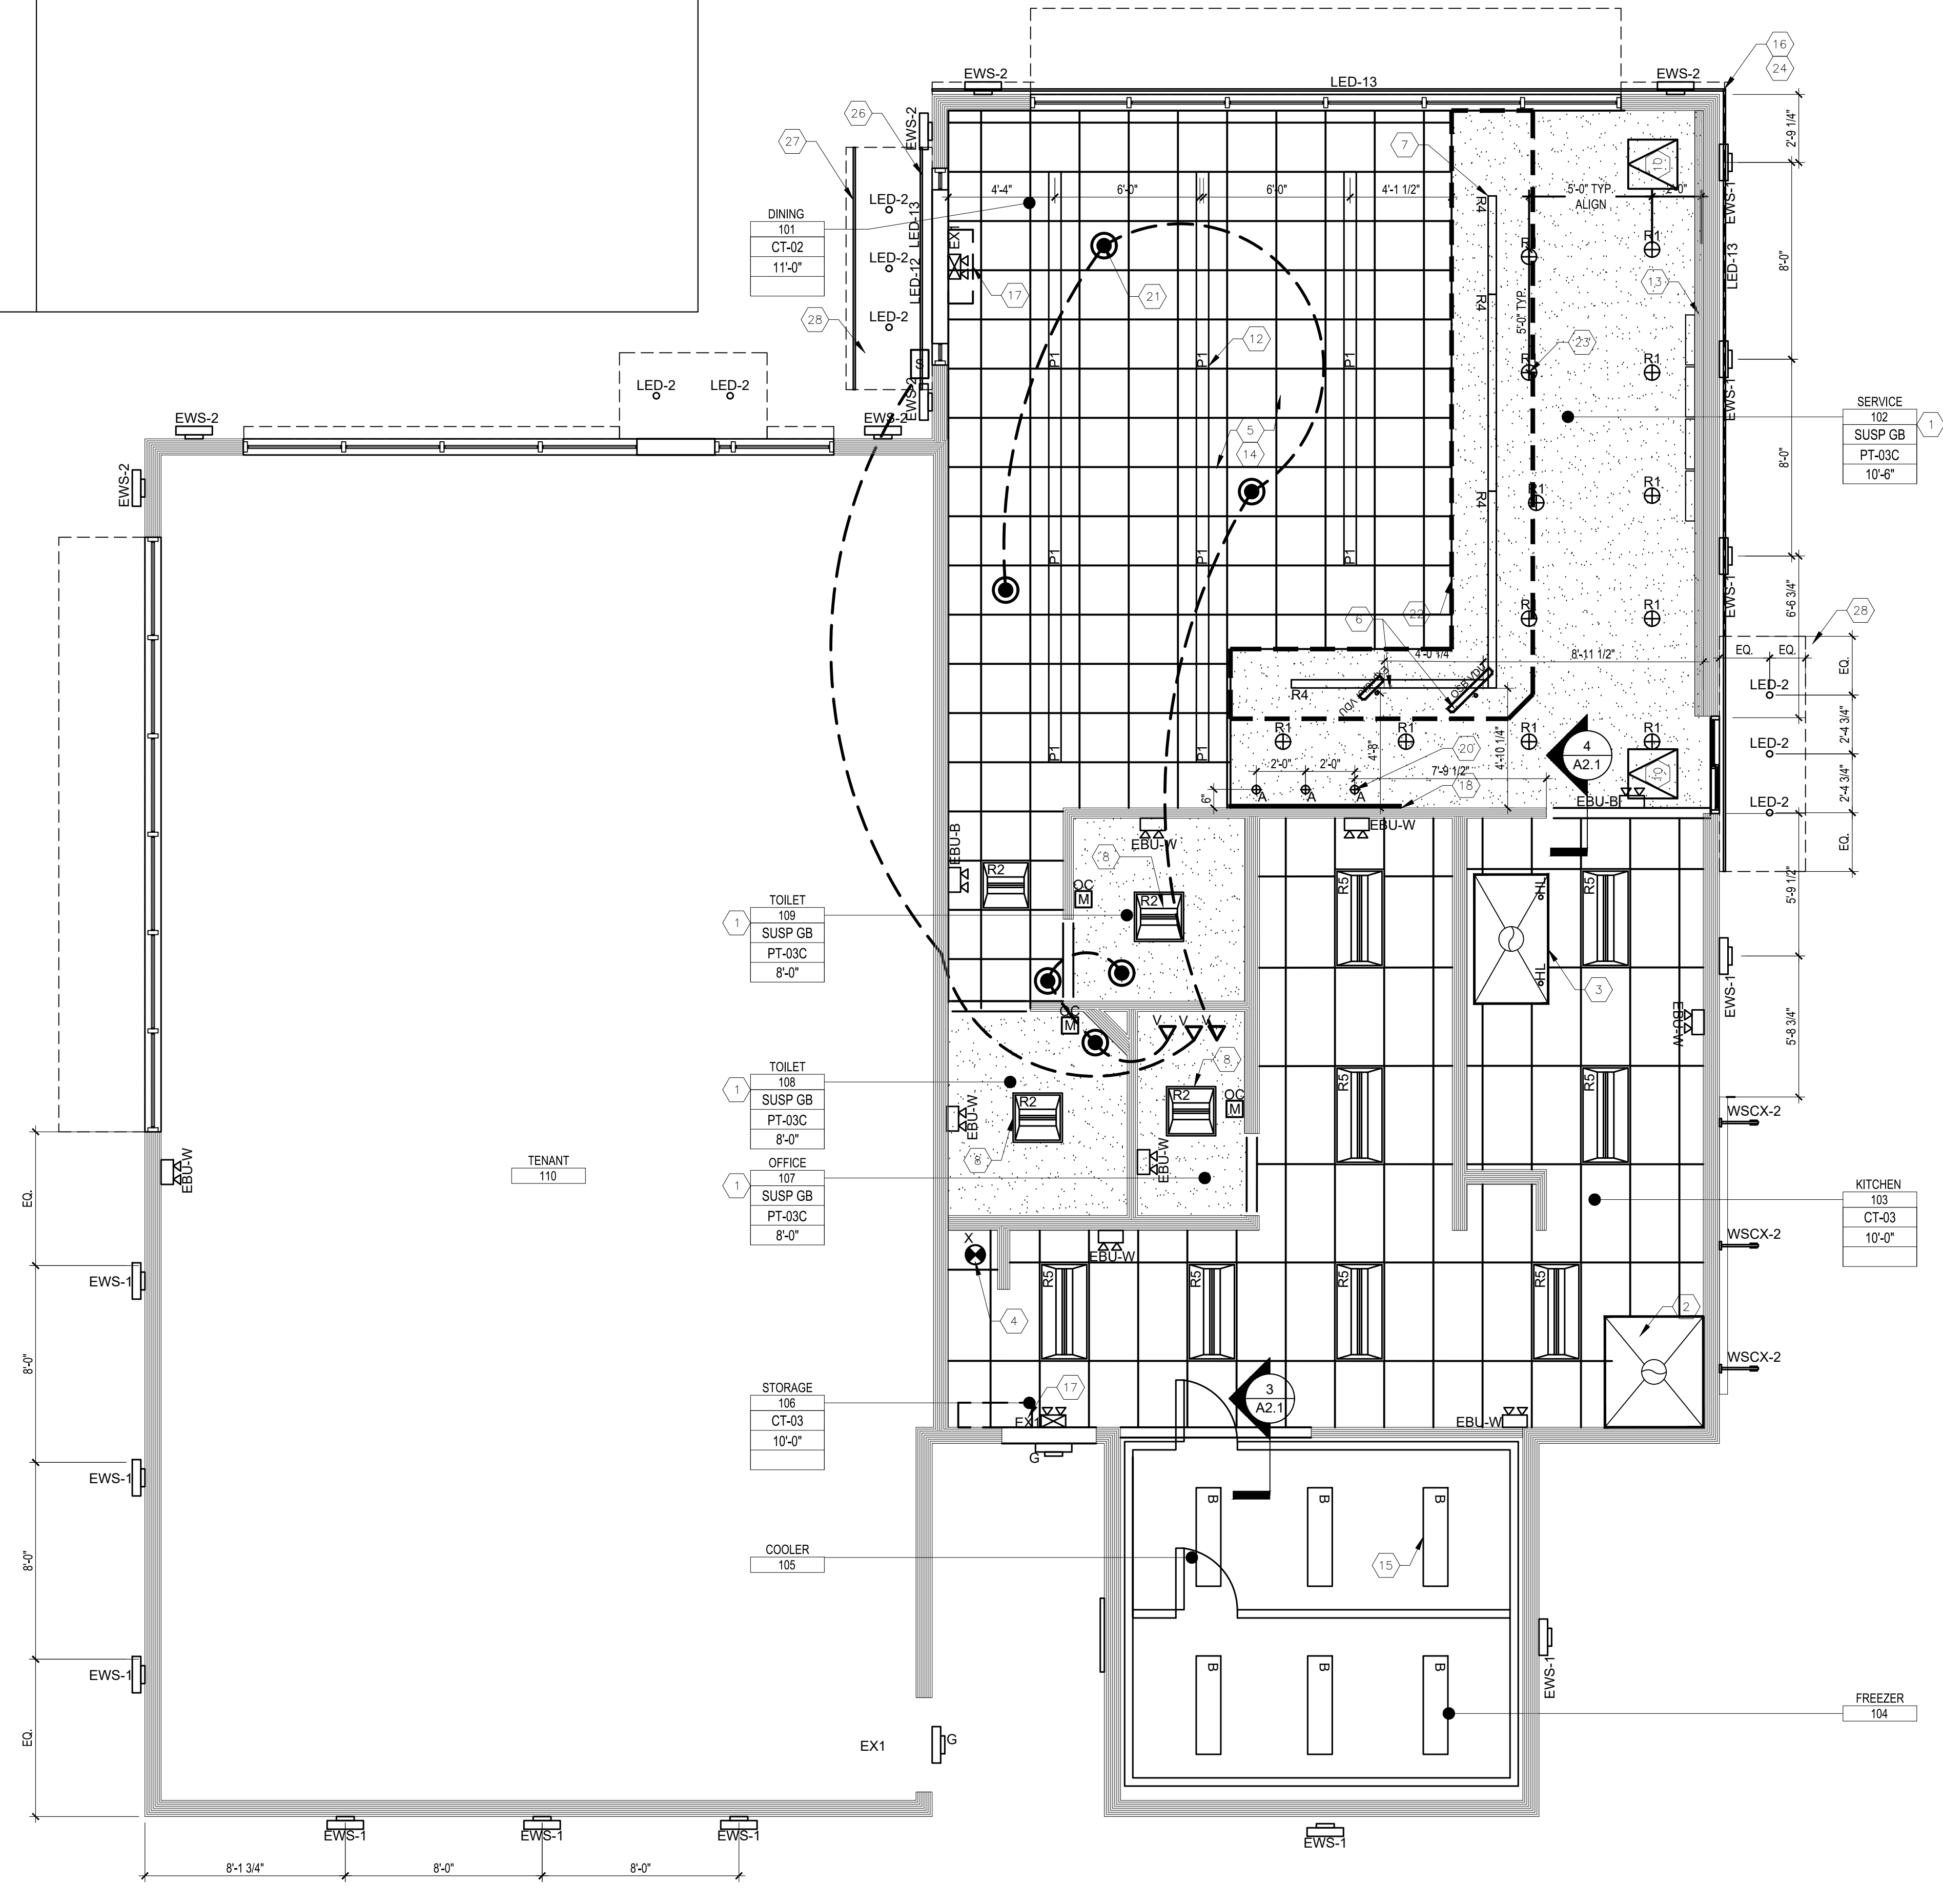 16
24
EWS-2
LED-13
EWS-2
2'-9 1/4"
26
EWS-2
27
7
10
4'-4"
6'-0"
6'-0"
4'-1 1/2"
5'-0" TYP.
ALIGN
2'-0"
EWS-1
DINING
101
CT-02
11'-0"
LED-2
LED-13
R4
R1
R1
EX1
LED-2
LED-12
17
21
R4
5'-0" TYP.
13
LED-13
8'-0"
28
LED-2
12
23
S
P1
P1
P1
R1
R1
LED-2
LED-2
EWS-2
EWS-1
SERVICE
102
SUSP GB
PT-03C
10'-6"
1
EWS-2
EWS-2
5
14
8'-0"
EWS-2
R4
R1
R1
P1
P1
P1
EWS-1
6'-6 3/4"
6
22
R1
R1
28
4'-0 1/4"
8'-11 1/2"
EQ.
EQ.
EQ.
R4
VDU
OSB VDU
LED-2
P1
P1
R1
R1
R1
R1
4
A2.1
LED-2
2'-4 3/4"
4'-8"
4'-10 1/4"
20
10
2'-0"
2'-0"
7'-9 1/2"
18
6"
A
A
A
EBU-B
LED-2
2'-4 3/4"
EBU-W
EBU-W
EQ.
EBU-B
8
R2
R5
R5
HL
5'-9 1/2"
OC
M
R2
TOILET
109
SUSP GB
PT-03C
8'-0"
1
HL
3
EWS-1
OC
M
V
V
V
EBU-W
5'-8 3/4"
8
TOILET
108
SUSP GB
PT-03C
8'-0"
1
R2
R2
OC
M
R5
R5
WSCX-2
EBU-W
EBU-W
8
TENANT
110
EBU-W
OFFICE
107
SUSP GB
PT-03C
8'-0"
1
KITCHEN
103
CT-03
10'-0"
EQ.
X
EBU-W
WSCX-2
EWS-1
R5
R5
R5
R5
4
2
8'-0"
WSCX-2
STORAGE
106
CT-03
10'-0"
17
3
A2.1
EX1
EBU-W
G
EWS-1
B
B
B
8'-0"
COOLER
105
15
EWS-1
B
B
B
EWS-1
FREEZER
104
EQ.
EX1
G
EWS-1
EWS-1
EWS-1
EWS-1
8'-1 3/4"
8'-0"
8'-0"